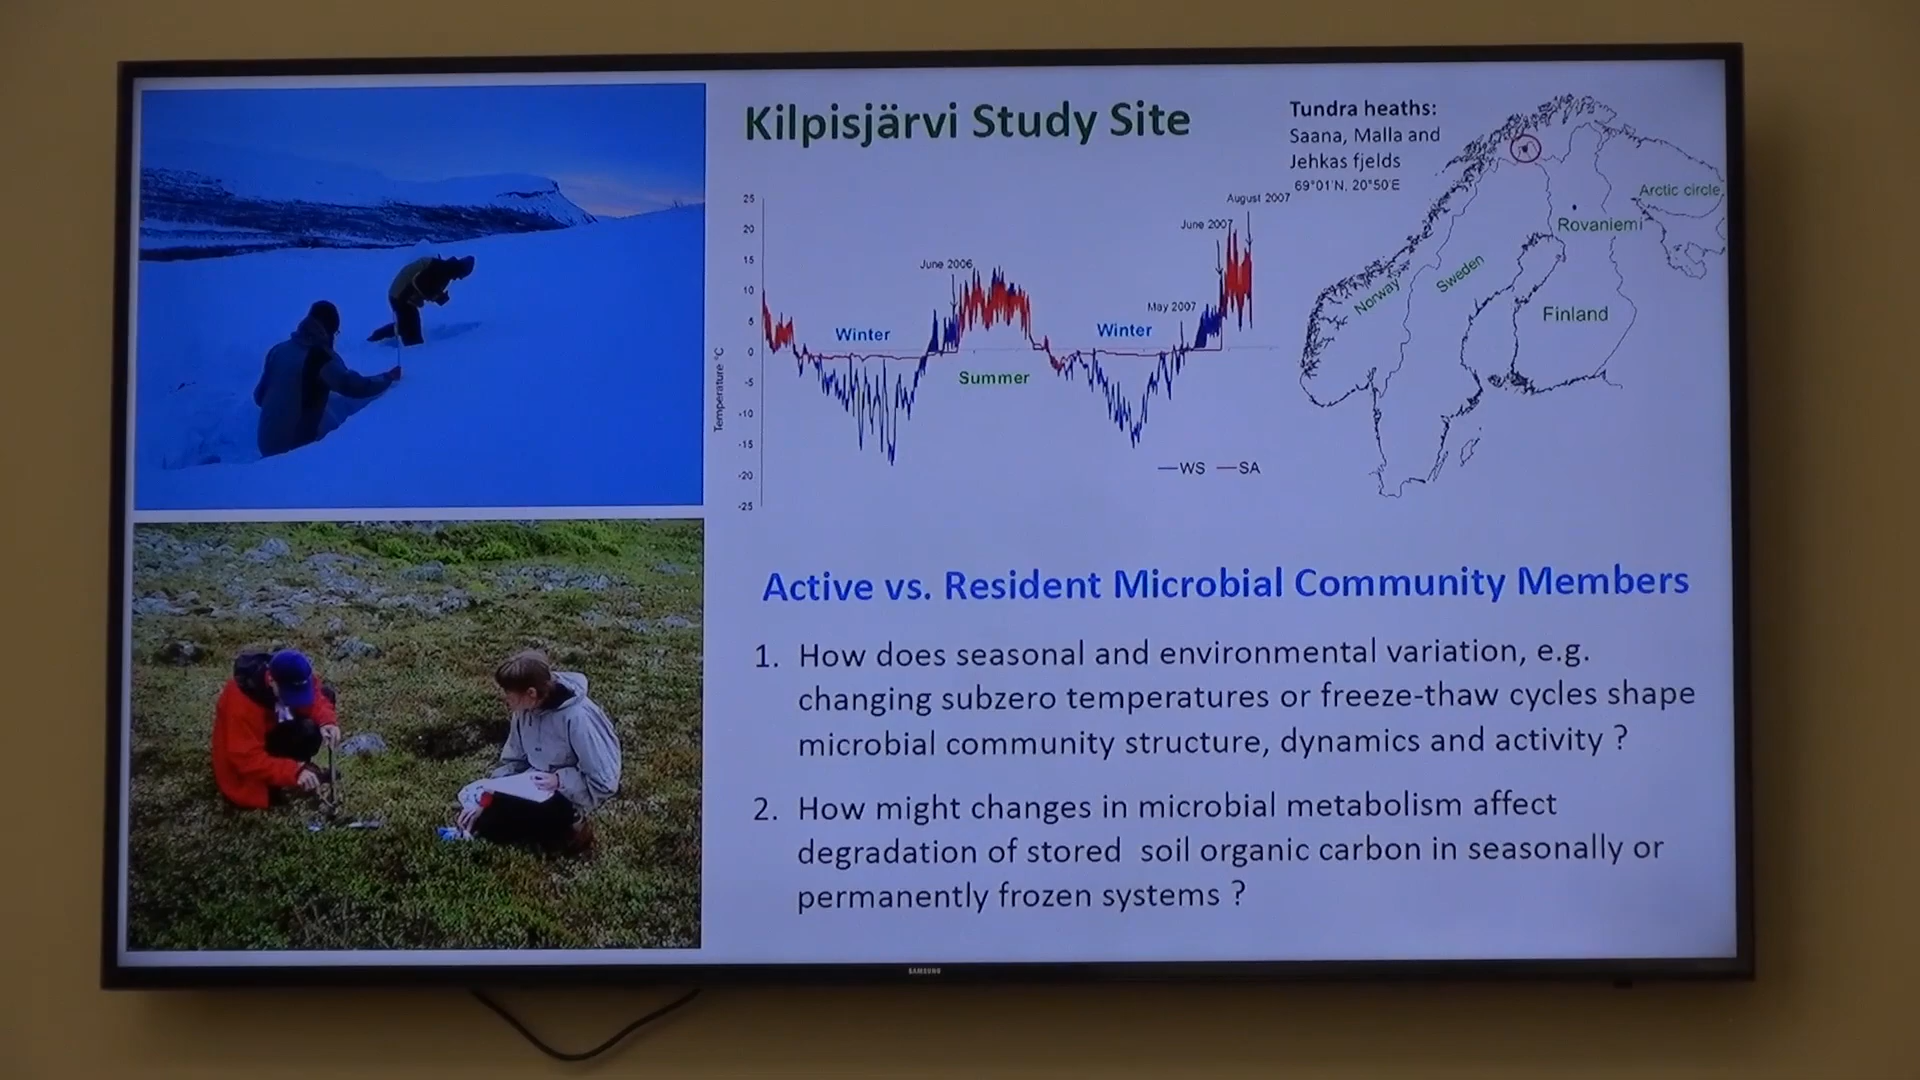 Kilpisjärvi Study Site
Tundra heaths:
Saana, Malla and
Jehkas fjelds
69°01'N, 20°50'E
Arctic circle
Rovaniemi
Norway
Sweden
Finland
Temperature °C
25
20
15
10
5
0
-5
-10
-15
-20
-25
June 2006
May 2007
June 2007
August 2007
Winter
Summer
Winter
WS SA
Active vs. Resident Microbial Community Members
1. How does seasonal and environmental variation, e.g.
changing subzero temperatures or freeze-thaw cycles shape
microbial community structure, dynamics and activity ?
2. How might changes in microbial metabolism affect
degradation of stored soil organic carbon in seasonally or
permanently frozen systems ?
SAMSUNG